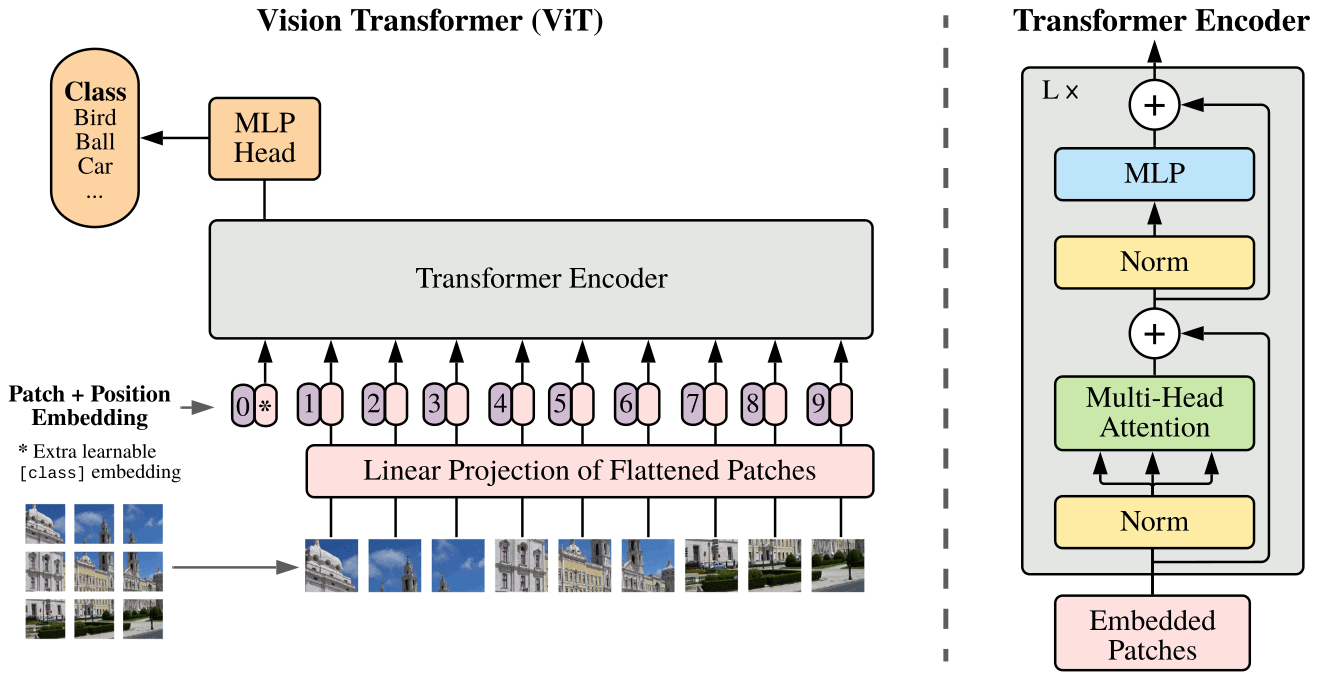 Vision Transformer (ViT)
Class
Bird
Ball
Car
...
MLP
Head
Transformer Encoder
0 * 1 2 3 4 5 6 7 8 9
Patch + Position
Embedding
* Extra learnable
[class] embedding
Linear Projection of Flattened Patches
Transformer Encoder
L ×
+
MLP
Norm
+
Multi-Head
Attention
Norm
Embedded
Patches